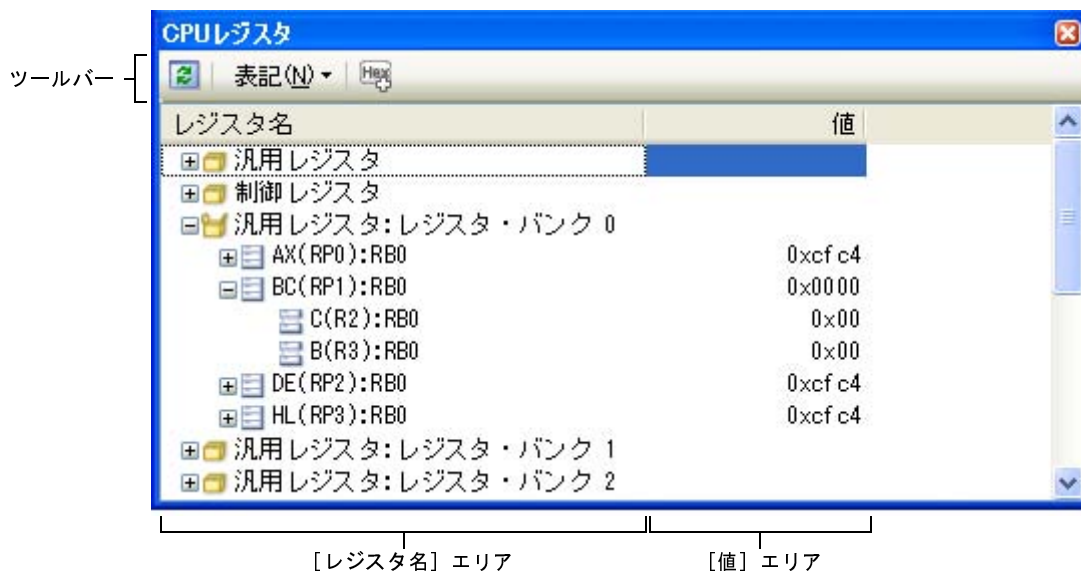 CPUレジスタ
ツールバー
表記(N)
Hex
レジスタ名 値
汎用レジスタ
制御レジスタ
汎用レジスタ:レジスタ・バンク 0
AX(RP0):RB0 0xcfc4
BC(RP1):RB0 0x0000
C(R2):RB0 0x00
B(R3):RB0 0x00
DE(RP2):RB0 0xcfc4
HL(RP3):RB0 0xcfc4
汎用レジスタ:レジスタ・バンク 1
汎用レジスタ:レジスタ・バンク 2
[レジスタ名] エリア [値] エリア